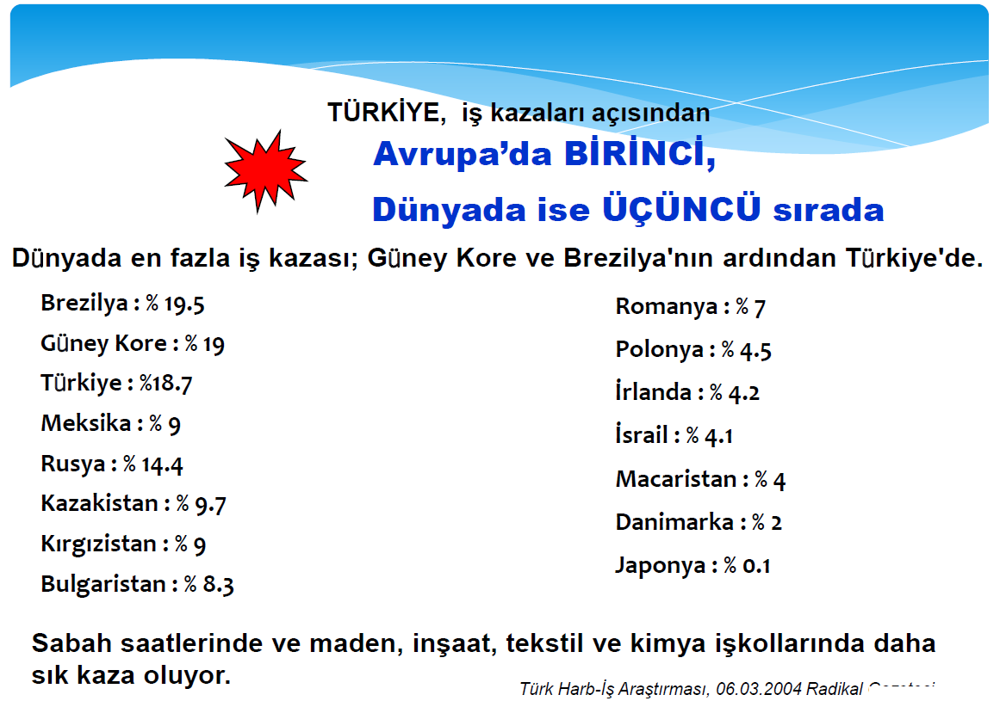 TÜRKİYE, iş kazaları açısından
Avrupa’da BİRİNCİ,
Dünyada ise ÜÇÜNCÜ sırada
Dünyada en fazla iş kazası; Güney Kore ve Brezilya'nın ardından Türkiye'de.
Brezilya : % 19.5
Güney Kore : % 19
Türkiye : %18.7
Meksika : % 9
Rusya : % 14.4
Kazakistan : % 9.7
Kırgızistan : % 9
Bulgaristan : % 8.3
Romanya : % 7
Polonya : % 4.5
İrlanda : % 4.2
İsrail : % 4.1
Macaristan : % 4
Danimarka : % 2
Japonya : % 0.1
Sabah saatlerinde ve maden, inşaat, tekstil ve kimya işkollarında daha
sık kaza oluyor.
Türk Harb-İş Araştırması, 06.03.2004 Radikal